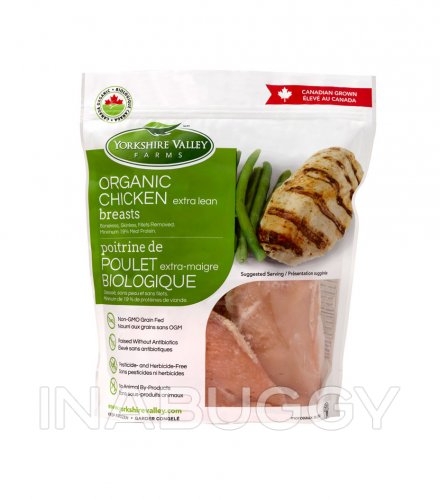 CANADA ORGANIC
BIOLOGIQUE CANADA
CANADIAN GROWN
ÉLEVÉ AU CANADA
YORKSHIRE VALLEY
FARMS
ORGANIC
CHICKEN extra lean
breasts
Boneless, Skinless, Filets Removed.
Minimum 19% Meat Protein.
poitrine de
POULET extra-maigre
BIOLOGIQUE
Désossé, sans peau et sans filets.
Minimum de 19 % de protéines de viande.
Suggested Serving / Présentation suggérée
Non-GMO Grain Fed
Nourri aux grains sans OGM
Raised Without Antibiotics
Élevé sans antibiotiques
Pesticide- and Herbicide-Free
Sans pesticides ni herbicides
No Animal By-Products
Sans sous-produits animaux
www.yorkshirevalley.com
KEEP FROZEN • GARDER CONGELÉ
INABUGGY